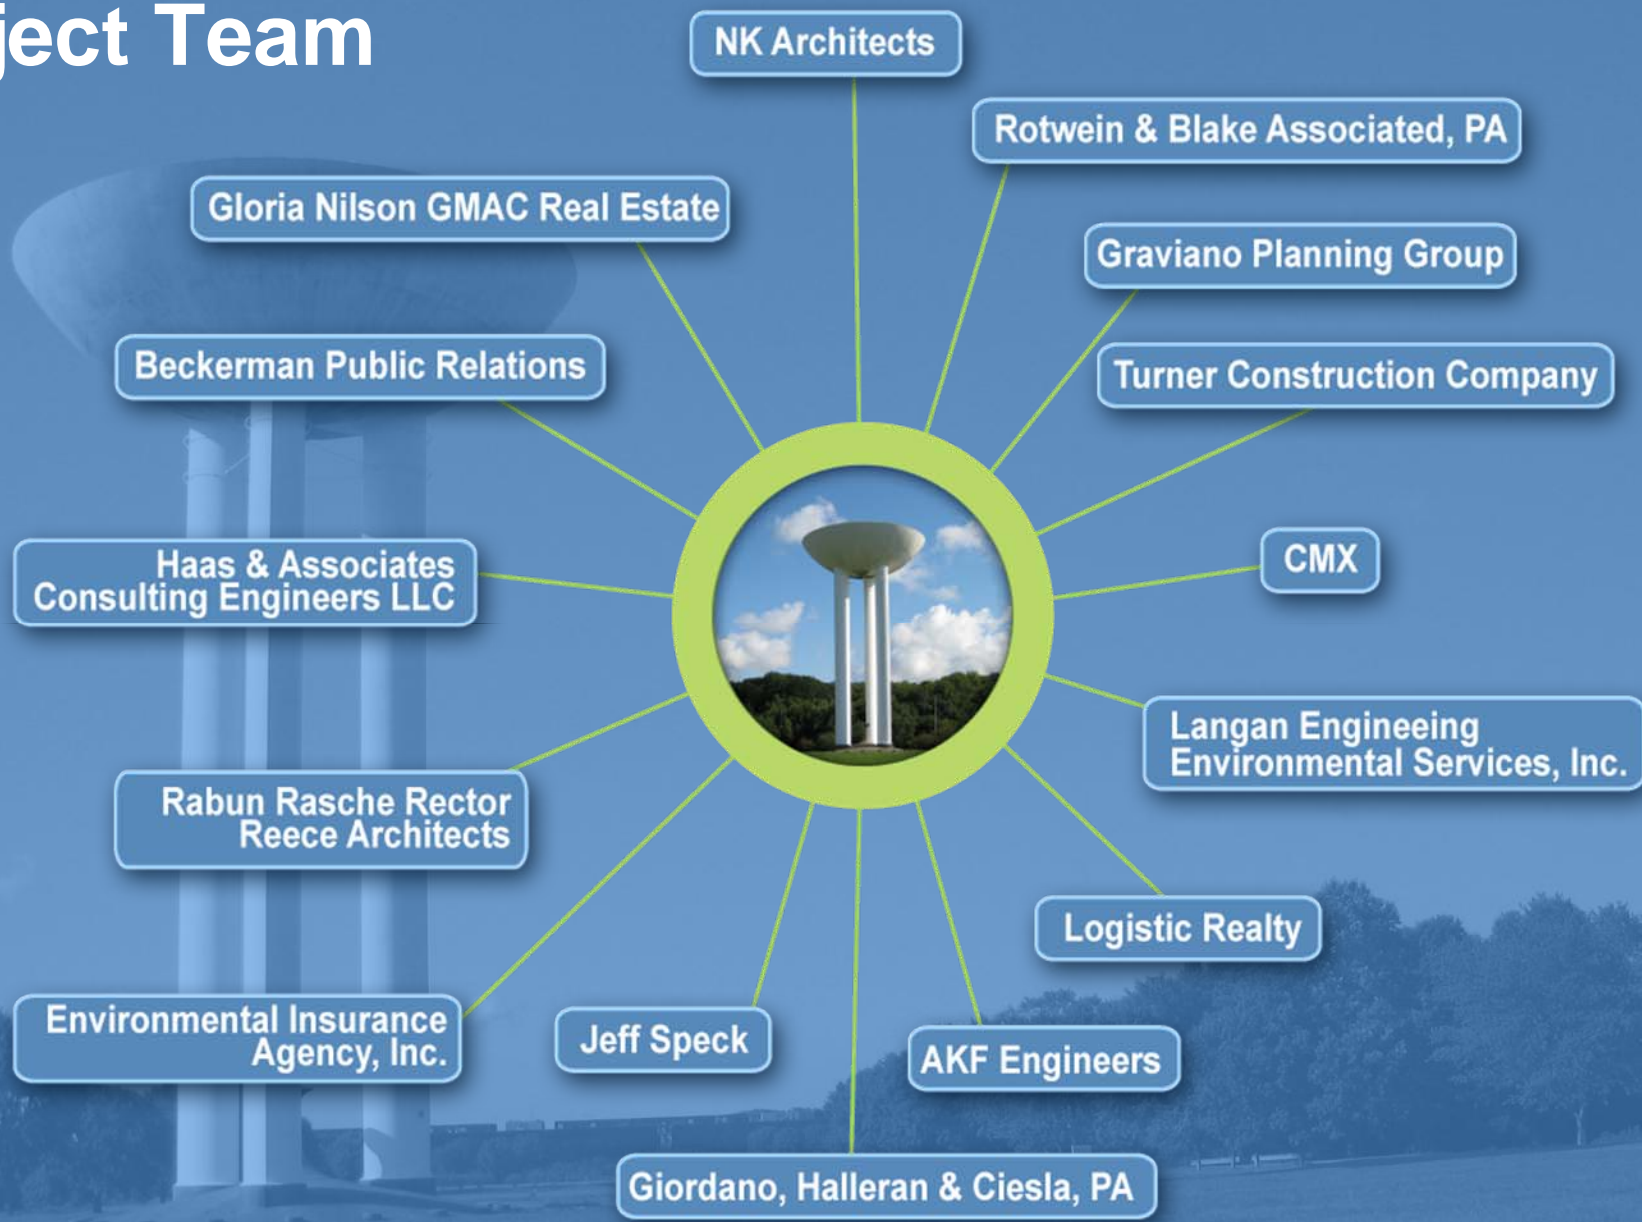 ject Team
NK Architects
Rotwein & Blake Associated, PA
Gloria Nilson GMAC Real Estate
Graviano Planning Group
Beckerman Public Relations
Turner Construction Company
Haas & Associates
Consulting Engineers LLC
CMX
Langan Engineeing
Environmental Services, Inc.
Rabun Rasche Rector
Reece Architects
Logistic Realty
Environmental Insurance
Agency, Inc.
Jeff Speck
AKF Engineers
Giordano, Halleran & Ciesla, PA